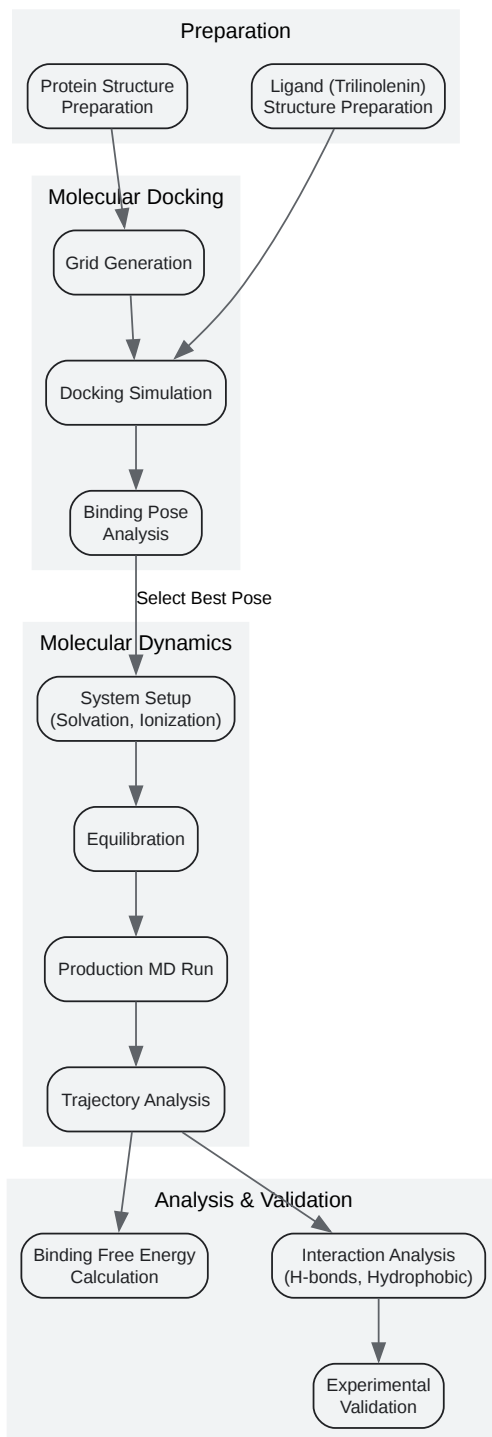 Preparation
Protein Structure
Preparation
Ligand (Trilinolenin)
Structure Preparation
Molecular Docking
Grid Generation
Docking Simulation
Binding Pose
Analysis
Select Best Pose
Molecular Dynamics
System Setup
(Solvation, Ionization)
Equilibration
Production MD Run
Trajectory Analysis
Analysis & Validation
Binding Free Energy
Calculation
Interaction Analysis
(H-bonds, Hydrophobic)
Experimental
Validation